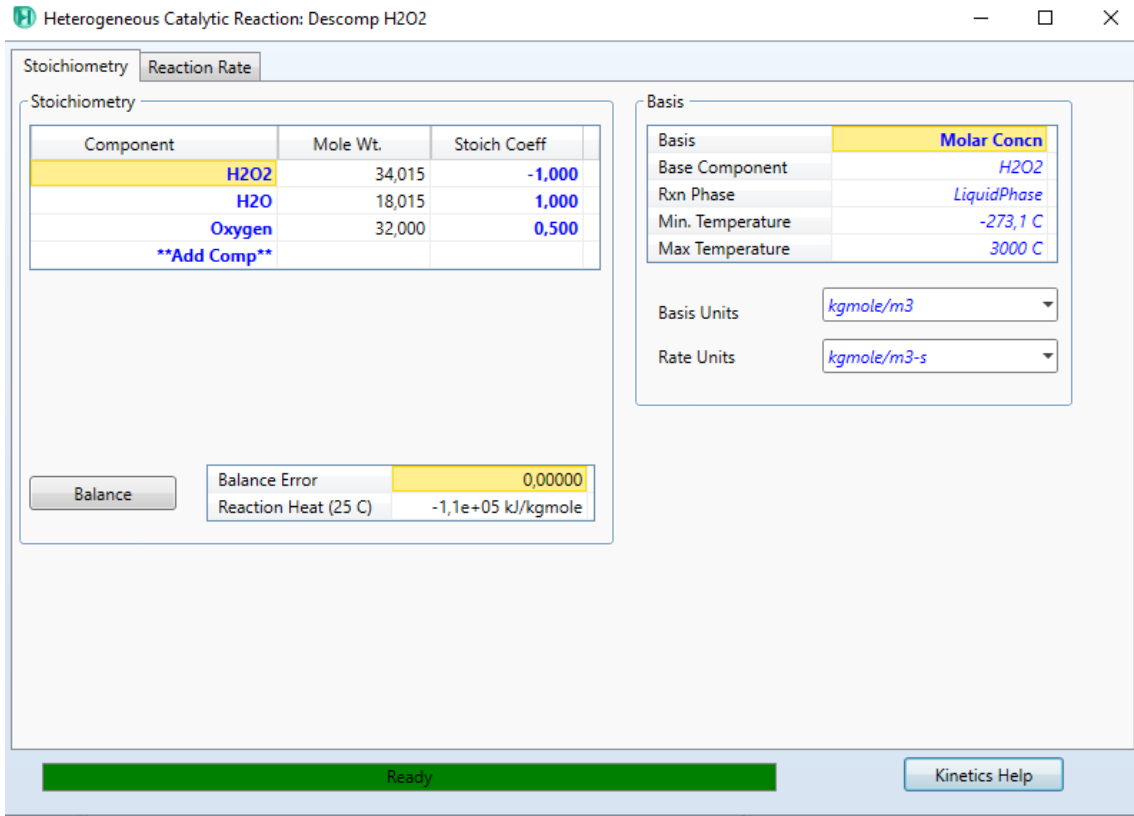 Heterogeneous Catalytic Reaction: Descomp H2O2
Stoichiometry Reaction Rate
Stoichiometry
Component Mole Wt. Stoich Coeff
H2O2 34,015 -1,000
H2O 18,015 1,000
Oxygen 32,000 0,500
**Add Comp**
Balance
Balance Error 0,00000
Reaction Heat (25 C) -1,1e+05 kJ/kgmole
Basis
Basis Molar Concn
Base Component H2O2
Rxn Phase LiquidPhase
Min. Temperature -273,1 C
Max Temperature 3000 C
Basis Units kgmole/m3
Rate Units kgmole/m3-s
Ready
Kinetics Help